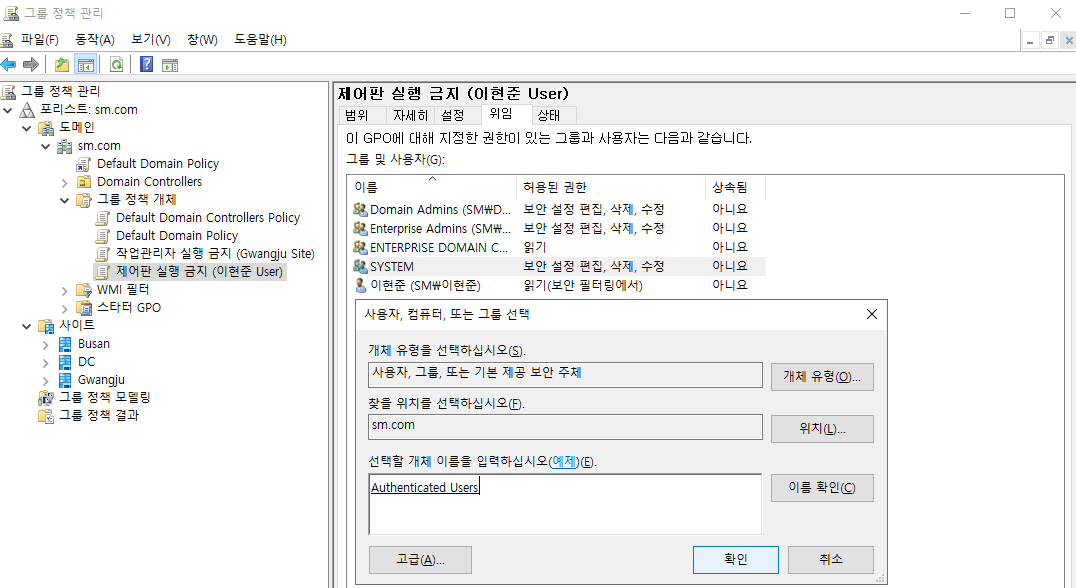 그룹 정책 관리
파일(F) 동작(A) 보기(V) 창(W) 도움말(H)
그룹 정책 관리
포리스트: sm.com
도메인
sm.com
Default Domain Policy
Domain Controllers
그룹 정책 개체
Default Domain Controllers Policy
Default Domain Policy
작업관리자 실행 금지 (Gwangju Site)
제어판 실행 금지 (이현준 User)
WMI 필터
스타터 GPO
사이트
Busan
DC
Gwangju
그룹 정책 모델링
그룹 정책 결과
제어판 실행 금지 (이현준 User)
범위 자세히 설정 위임 상태
이 GPO에 대해 지정한 권한이 있는 그룹과 사용자는 다음과 같습니다.
그룹 및 사용자(G):
이름 허용된 권한 상속됨
Domain Admins (SM₩D... 보안 설정 편집, 삭제, 수정 아니요
Enterprise Admins (SM₩... 보안 설정 편집, 삭제, 수정 아니요
ENTERPRISE DOMAIN C... 읽기 아니요
SYSTEM 보안 설정 편집, 삭제, 수정 아니요
이현준 (SM₩이현준) 읽기(보안 필터링에서) 아니요
사용자, 컴퓨터, 또는 그룹 선택
개체 유형을 선택하십시오(S).
사용자, 그룹, 또는 기본 제공 보안 주체 개체 유형(O)...
찾을 위치를 선택하십시오(F).
sm.com 위치(L)...
선택할 개체 이름을 입력하십시오(예제)(E).
Authenticated Users 이름 확인(C)
고급(A)... 확인 취소